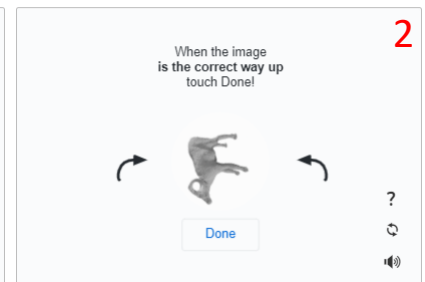 2
When the image
is the correct way up
touch Done!
?
Done